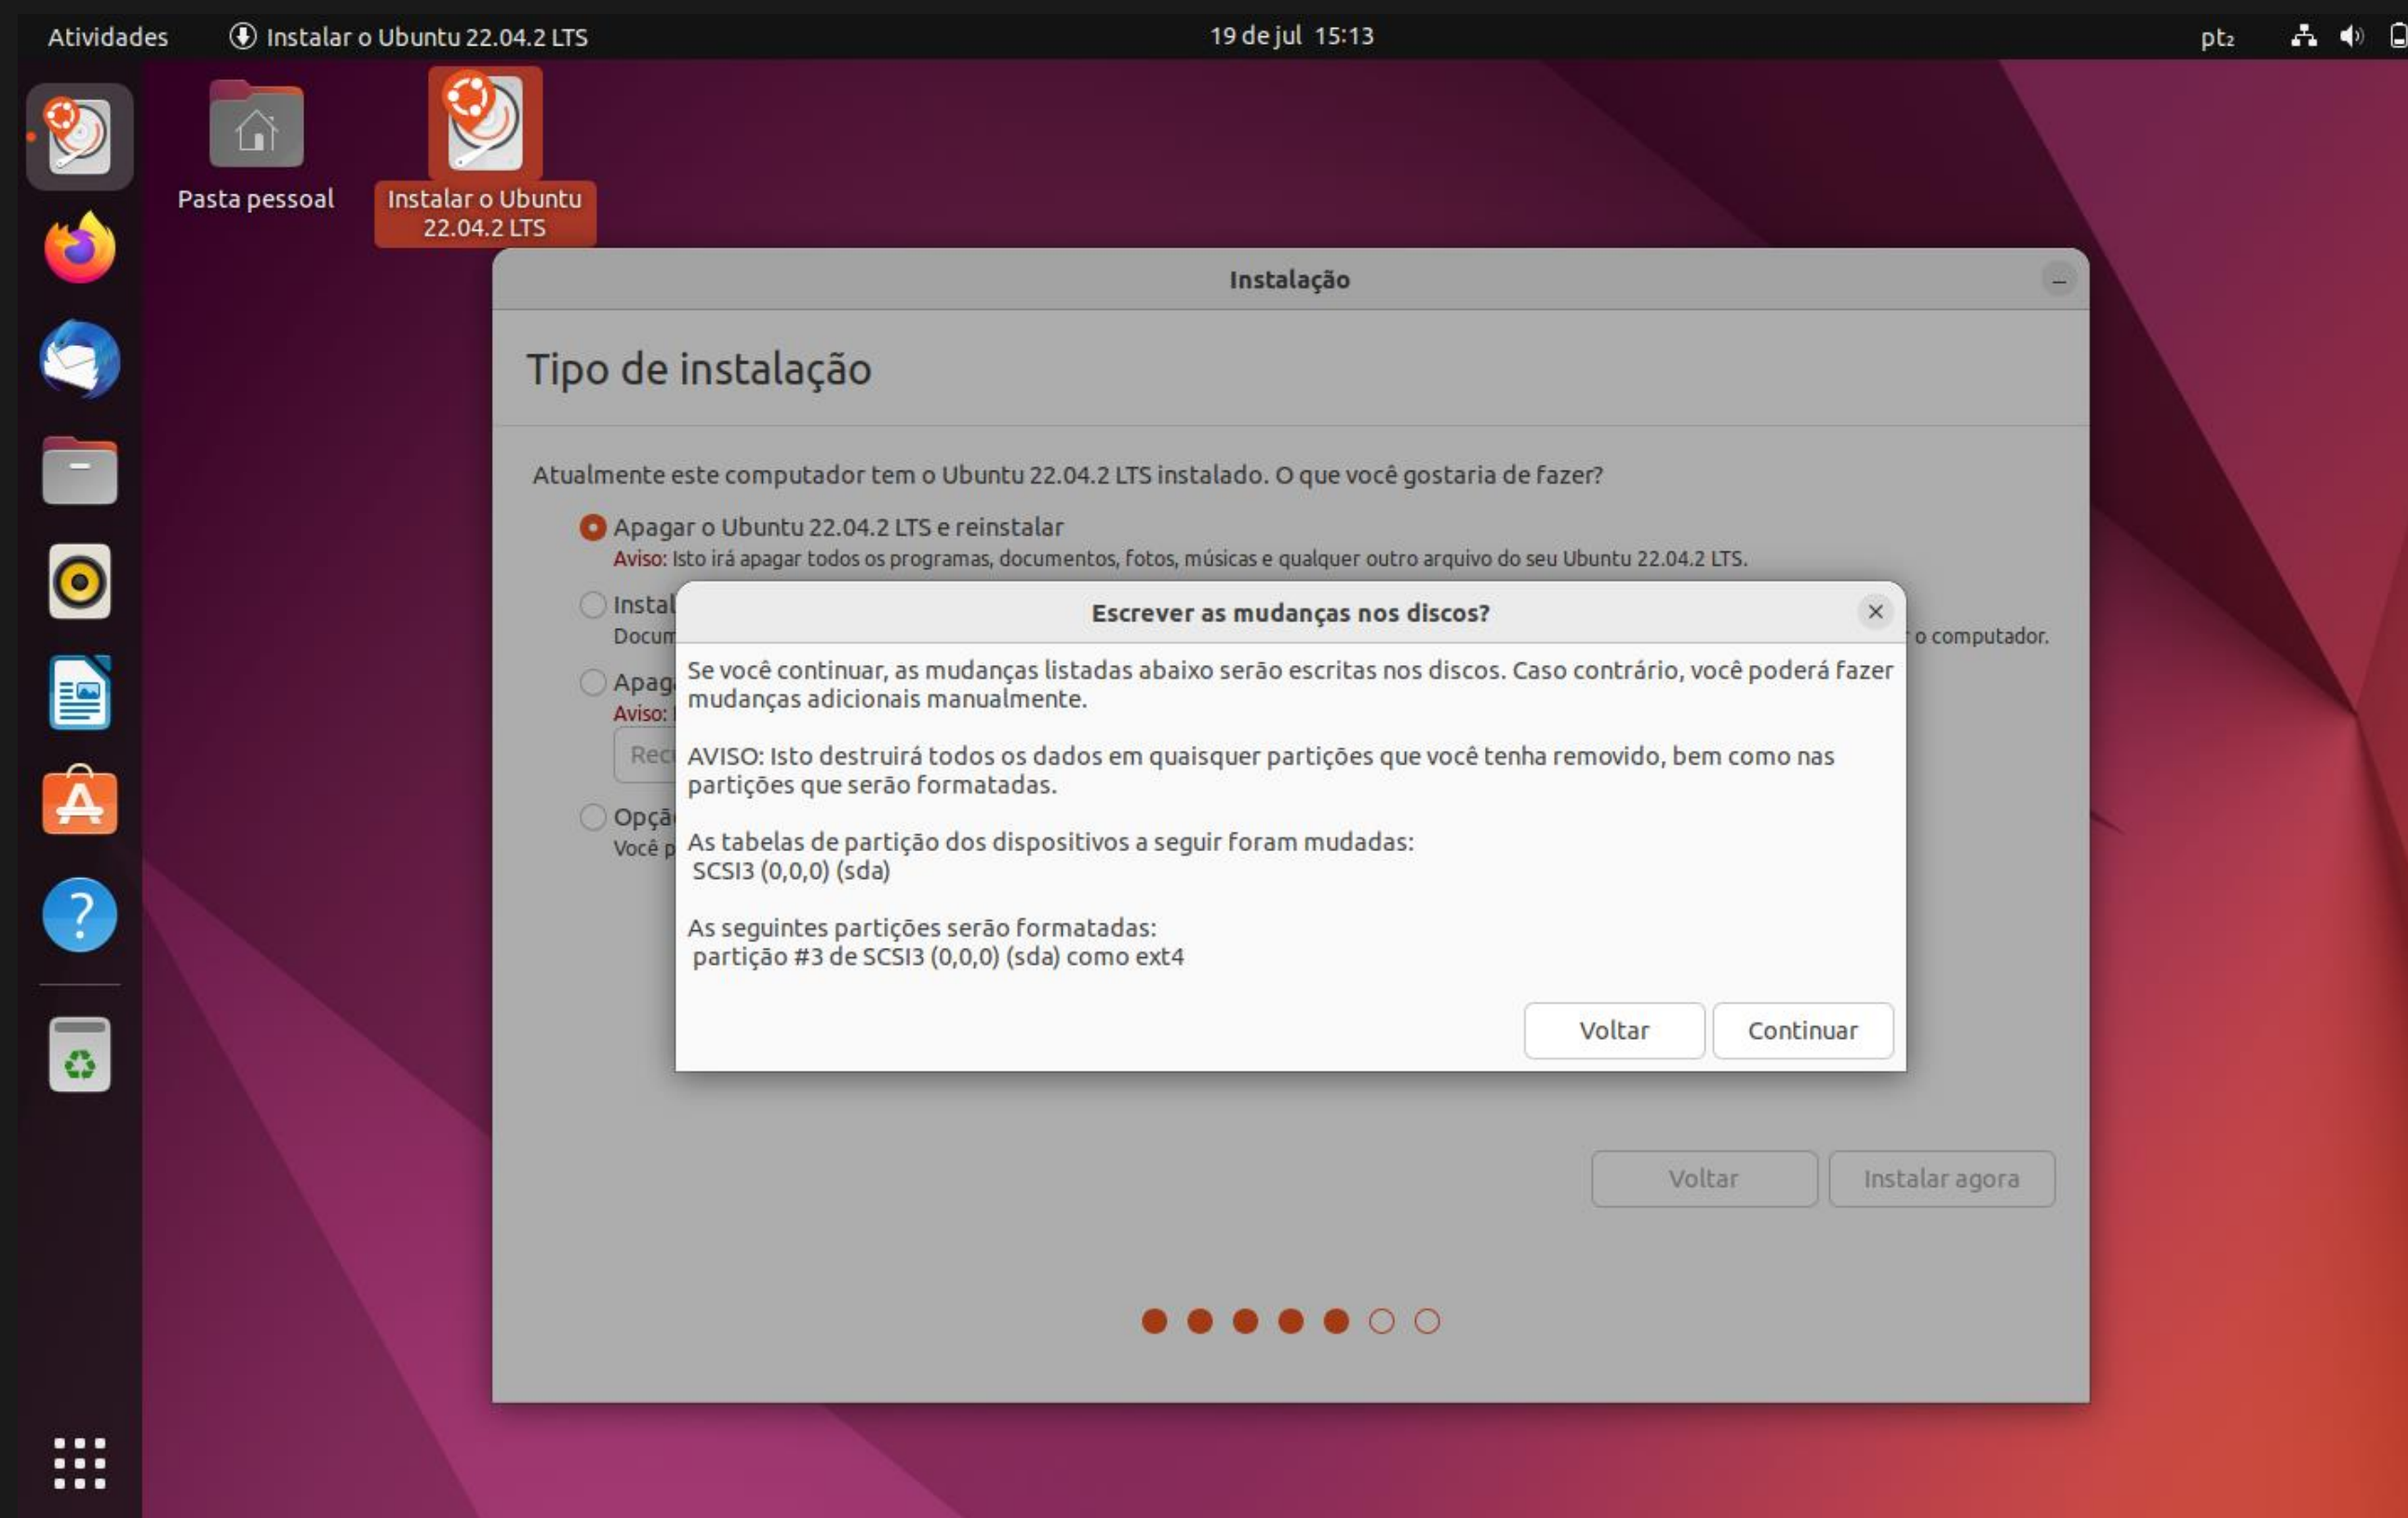 Atividades
Instalar o Ubuntu 22.04.2 LTS
19 de jul 15:13
pt₂
Pasta pessoal
Instalar o Ubuntu
22.04.2 LTS
Instalação
Tipo de instalação
Atualmente este computador tem o Ubuntu 22.04.2 LTS instalado. O que você gostaria de fazer?
Apagar o Ubuntu 22.04.2 LTS e reinstalar
Aviso: Isto irá apagar todos os programas, documentos, fotos, músicas e qualquer outro arquivo do seu Ubuntu 22.04.2 LTS.
Instal
Docum
o computador.
Apaga
Aviso:
Rec
Opçã
Você p
Escrever as mudanças nos discos?
Se você continuar, as mudanças listadas abaixo serão escritas nos discos. Caso contrário, você poderá fazer
mudanças adicionais manualmente.
AVISO: Isto destruirá todos os dados em quaisquer partições que você tenha removido, bem como nas
partições que serão formatadas.
As tabelas de partição dos dispositivos a seguir foram mudadas:
SCSI3 (0,0,0) (sda)
As seguintes partições serão formatadas:
partição #3 de SCSI3 (0,0,0) (sda) como ext4
Voltar
Continuar
Voltar
Instalar agora